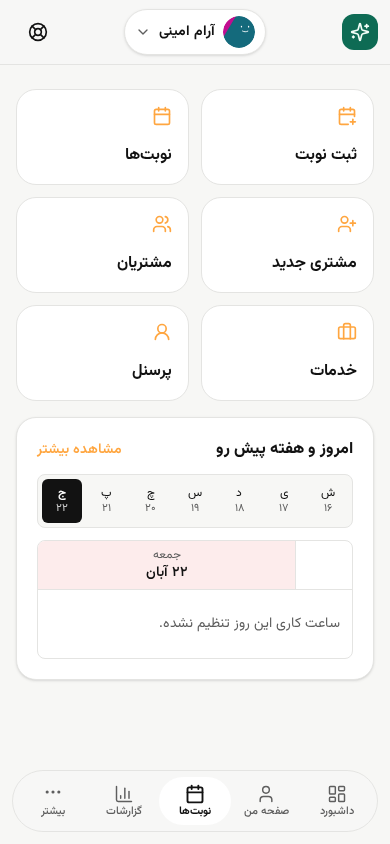 آرام امینی
ثبت نوبت
نوبت‌ها
مشتری جدید
مشتریان
خدمات
پرسنل
امروز و هفته پیش رو
مشاهده بیشتر
ش ی د س چ پ ج
۱۶ ۱۷ ۱۸ ۱۹ ۲۰ ۲۱ ۲۲
جمعه
۲۲ آبان
ساعت کاری این روز تنظیم نشده.
داشبورد صفحه من نوبت‌ها گزارشات بیشتر